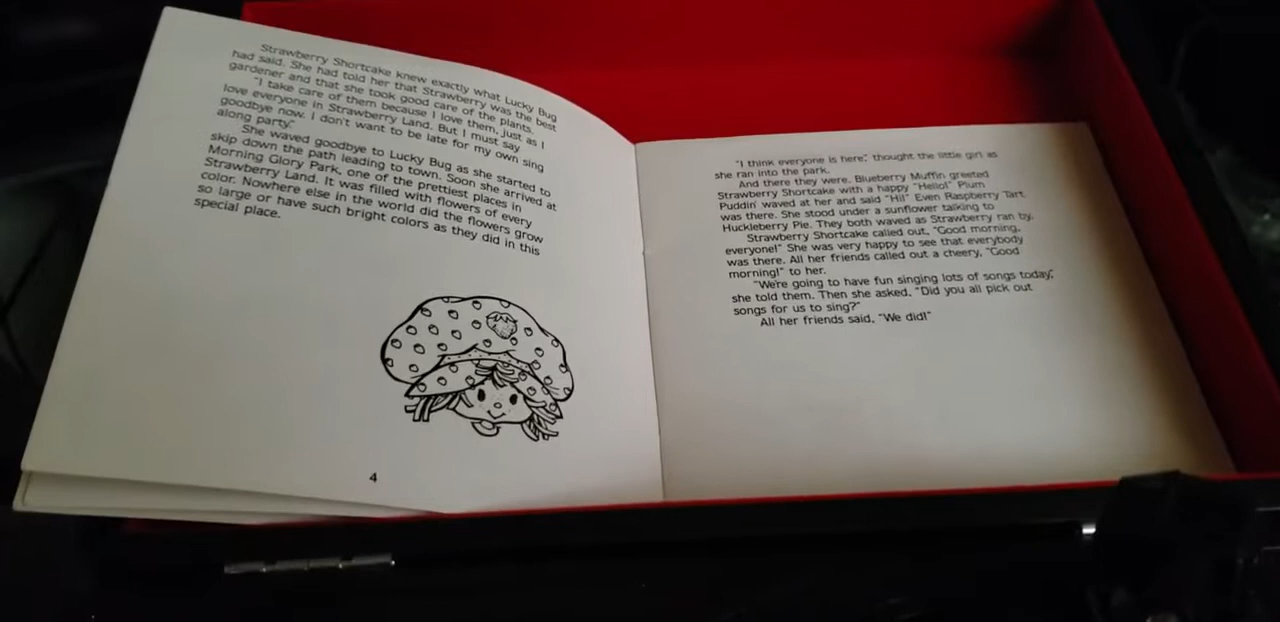 Strawberry Shortcake knew exactly what Lucky Bug
had said. She had told her that Strawberry was the best
gardener and that she took good care of the plants.
"I take care of them because I love them, just as I
love everyone in Strawberry Land. But I must say
goodbye now. I don't want to be late for my own sing
along party."
She waved goodbye to Lucky Bug as she started to
skip down the path leading to town. Soon she arrived at
Morning Glory Park, one of the prettiest places in
Strawberry Land. It was filled with flowers of every
color. Nowhere else in the world did the flowers grow
so large or have such bright colors as they did in this
special place.
4
"I think everyone is here," thought the little girl as
she ran into the park.
And there they were. Blueberry Muffin greeted
Strawberry Shortcake with a happy "Hello!" Plum
Puddin' waved at her and said "Hi!" Even Raspberry Tart
was there. She stood under a sunflower talking to
Huckleberry Pie. They both waved as Strawberry ran by.
Strawberry Shortcake called out, "Good morning,
everyone!" She was very happy to see that everybody
was there. All her friends called out a cheery, "Good
morning!" to her.
"We're going to have fun singing lots of songs today,"
she told them. Then she asked, "Did you all pick out
songs for us to sing?"
All her friends said, "We did!"